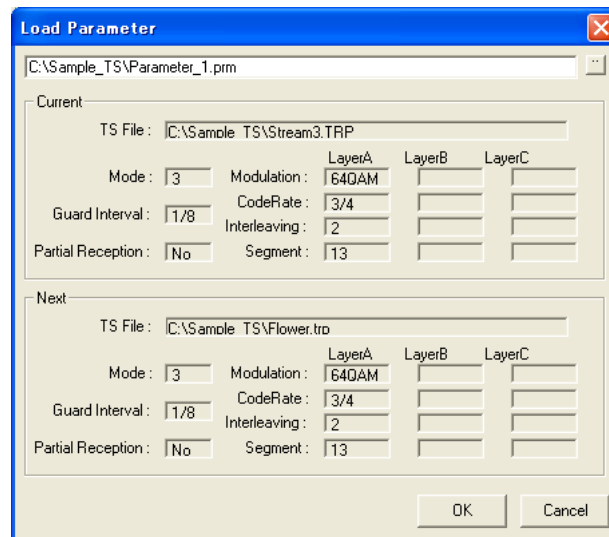 Load Parameter
C:\Sample_TS\Parameter_1.prm
..
Current
TS File : C:\Sample_TS\Stream3.TRP
LayerA LayerB LayerC
Mode : 3 Modulation : 64QAM
CodeRate : 3/4
Guard Interval : 1/8
Interleaving : 2
Partial Reception : No Segment : 13
Next
TS File : C:\Sample_TS\Flower.trp
LayerA LayerB LayerC
Mode : 3 Modulation : 64QAM
CodeRate : 3/4
Guard Interval : 1/8
Interleaving : 2
Partial Reception : No Segment : 13
OK Cancel